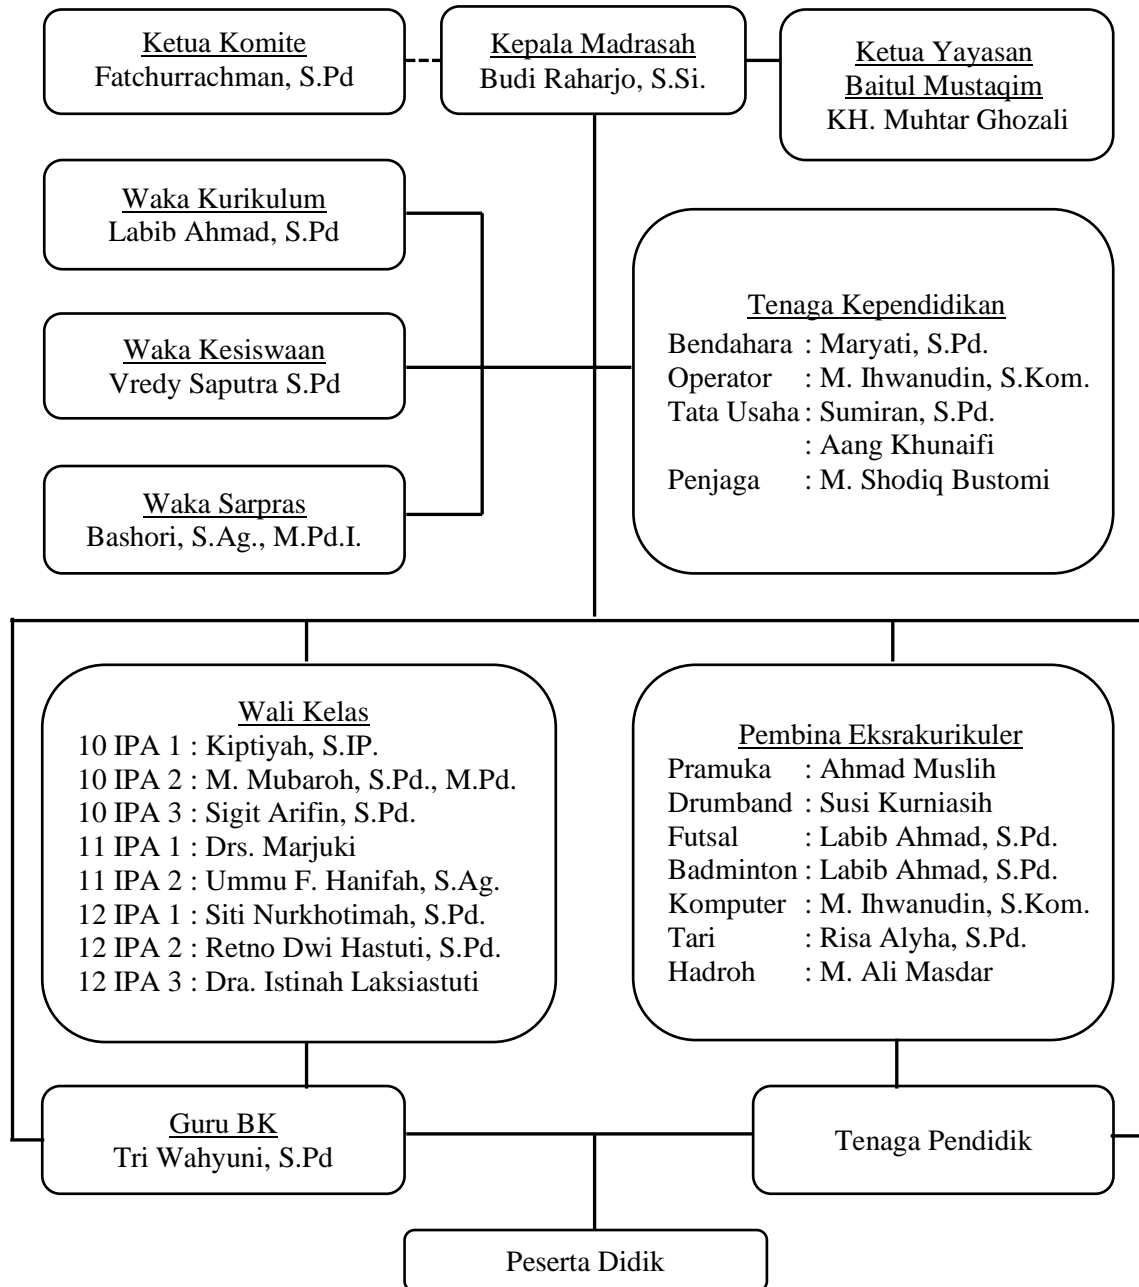 Ketua Komite
Fatchurrachman, S.Pd
Kepala Madrasah
Budi Raharjo, S.Si.
Ketua Yayasan
Baitul Mustaqim
KH. Muhtar Ghozali
Waka Kurikulum
Labib Ahmad, S.Pd
Waka Kesiswaan
Vredy Saputra S.Pd
Waka Sarpras
Bashori, S.Ag., M.Pd.I.
Tenaga Kependidikan
Bendahara : Maryati, S.Pd.
Operator : M. Ihwanudin, S.Kom.
Tata Usaha : Sumiran, S.Pd.
: Aang Khunaifi
Penjaga : M. Shodiq Bustomi
Wali Kelas
10 IPA 1 : Kiptiyah, S.IP.
10 IPA 2 : M. Mubaroh, S.Pd., M.Pd.
10 IPA 3 : Sigit Arifin, S.Pd.
11 IPA 1 : Drs. Marjuki
11 IPA 2 : Ummu F. Hanifah, S.Ag.
12 IPA 1 : Siti Nurkhotimah, S.Pd.
12 IPA 2 : Retno Dwi Hastuti, S.Pd.
12 IPA 3 : Dra. Istinah Laksiastuti
Pembina Eksrakurikuler
Pramuka : Ahmad Muslih
Drumband : Susi Kurniasih
Futsal : Labib Ahmad, S.Pd.
Badminton : Labib Ahmad, S.Pd.
Komputer : M. Ihwanudin, S.Kom.
Tari : Risa Alyha, S.Pd.
Hadroh : M. Ali Masdar
Guru BK
Tri Wahyuni, S.Pd
Tenaga Pendidik
Peserta Didik